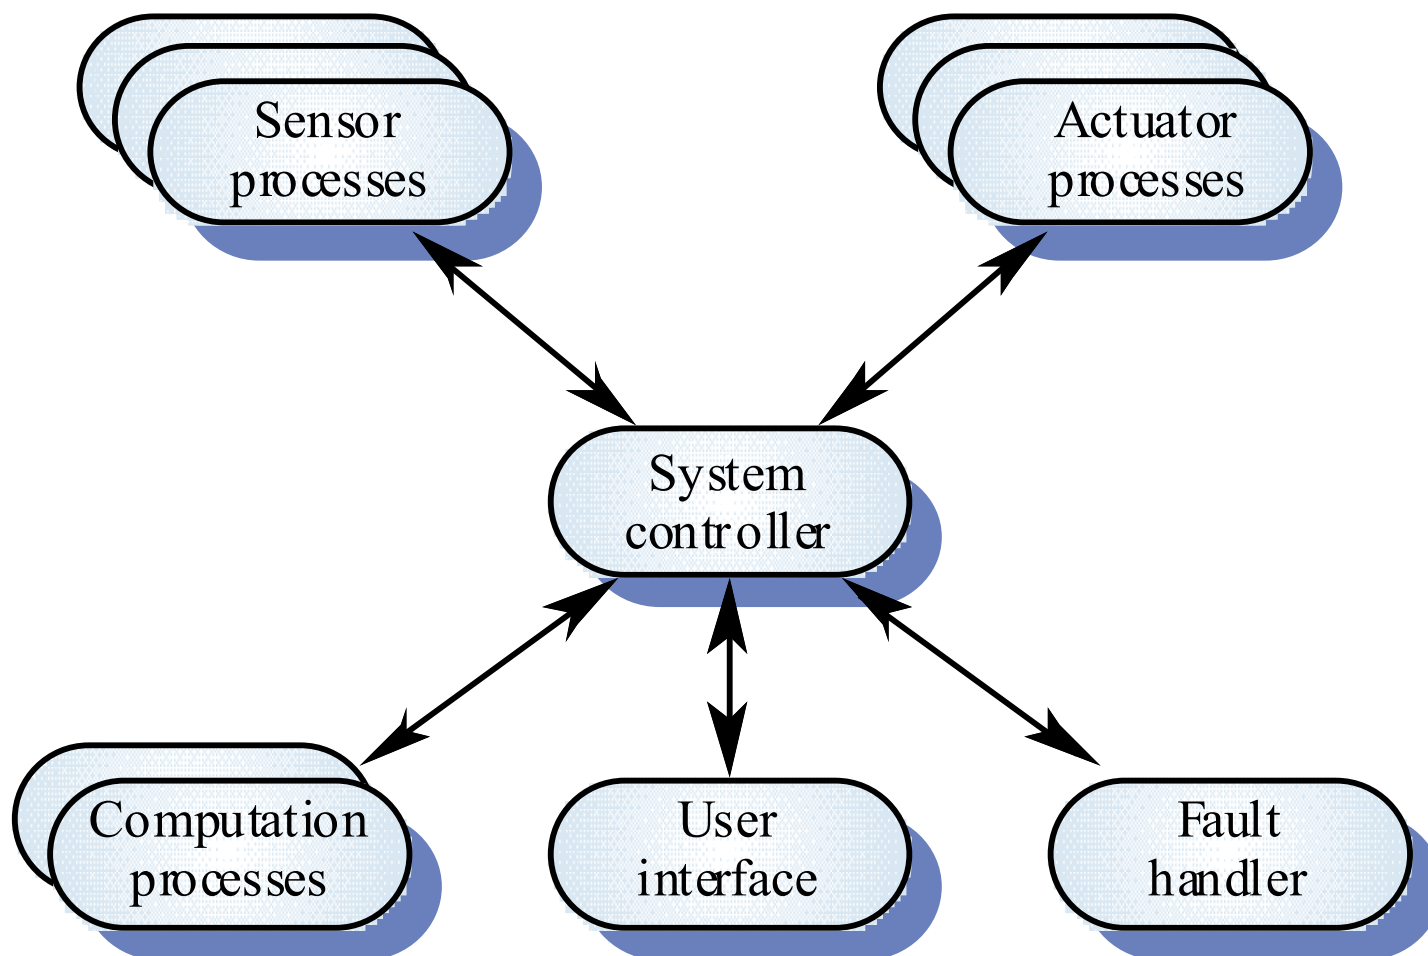 Sensor
processes
Actuator
processes
System
controller
Computation
processes
User
interface
Fault
handler